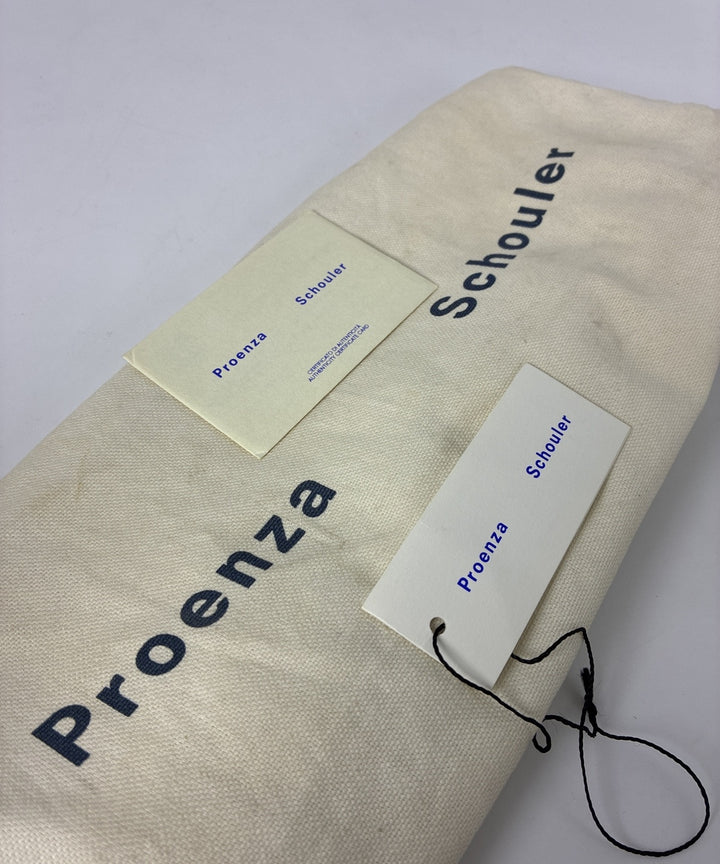 Proenza Schouler
CERTIFICATO DI AUTENTICITÀ
AUTHENTICITY CERTIFICATE CARD
Proenza Schouler
Proenza Schouler